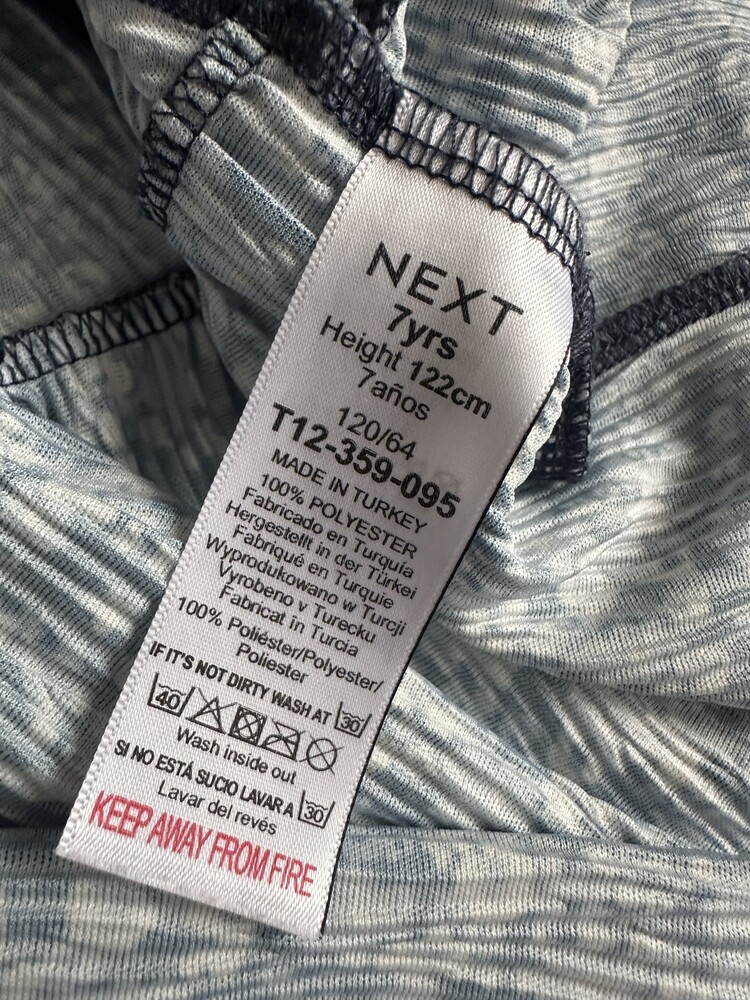 NEXT
7yrs
Height 122cm
7años
120/64
T12-359-095
MADE IN TURKEY
100% POLYESTER
Fabricado en Turquía
Hergestellt in der Türkei
Fabriqué en Turquie
Wyprodukowano w Turcji
Vyrobeno v Turecku
Fabricat in Turcia
100% Poliéster/Polyester/
Poliester
IF IT'S NOT DIRTY WASH AT 30
40
Wash inside out
SI NO ESTÁ SUCIO LAVAR A 30
Lavar del revés
KEEP AWAY FROM FIRE